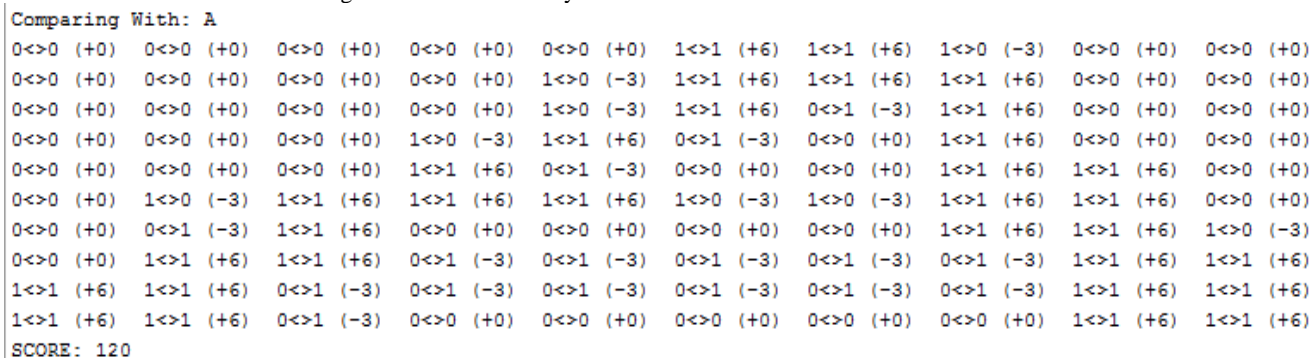 Comparing With: A
0<>0 (+0) 0<>0 (+0) 0<>0 (+0) 0<>0 (+0) 0<>0 (+0) 1<>1 (+6) 1<>1 (+6) 1<>0 (-3) 0<>0 (+0) 0<>0 (+0)
0<>0 (+0) 0<>0 (+0) 0<>0 (+0) 0<>0 (+0) 1<>0 (-3) 1<>1 (+6) 1<>1 (+6) 1<>1 (+6) 0<>0 (+0) 0<>0 (+0)
0<>0 (+0) 0<>0 (+0) 0<>0 (+0) 0<>0 (+0) 1<>0 (-3) 1<>1 (+6) 0<>1 (-3) 1<>1 (+6) 0<>0 (+0) 0<>0 (+0)
0<>0 (+0) 0<>0 (+0) 0<>0 (+0) 1<>0 (-3) 1<>1 (+6) 0<>1 (-3) 0<>0 (+0) 1<>1 (+6) 0<>0 (+0) 0<>0 (+0)
0<>0 (+0) 0<>0 (+0) 0<>0 (+0) 1<>1 (+6) 0<>1 (-3) 0<>0 (+0) 0<>0 (+0) 1<>1 (+6) 1<>1 (+6) 0<>0 (+0)
0<>0 (+0) 1<>0 (-3) 1<>1 (+6) 1<>1 (+6) 1<>1 (+6) 1<>0 (-3) 1<>0 (-3) 1<>1 (+6) 1<>1 (+6) 0<>0 (+0)
0<>0 (+0) 0<>1 (-3) 1<>1 (+6) 0<>0 (+0) 0<>0 (+0) 0<>0 (+0) 0<>0 (+0) 1<>1 (+6) 1<>1 (+6) 1<>0 (-3)
0<>0 (+0) 1<>1 (+6) 1<>1 (+6) 0<>1 (-3) 0<>1 (-3) 0<>1 (-3) 0<>1 (-3) 0<>1 (-3) 1<>1 (+6) 1<>1 (+6)
1<>1 (+6) 1<>1 (+6) 0<>1 (-3) 0<>1 (-3) 0<>1 (-3) 0<>1 (-3) 0<>1 (-3) 0<>1 (-3) 1<>1 (+6) 1<>1 (+6)
1<>1 (+6) 1<>1 (+6) 0<>1 (-3) 0<>0 (+0) 0<>0 (+0) 0<>0 (+0) 0<>0 (+0) 0<>0 (+0) 1<>1 (+6) 1<>1 (+6)
SCORE: 120